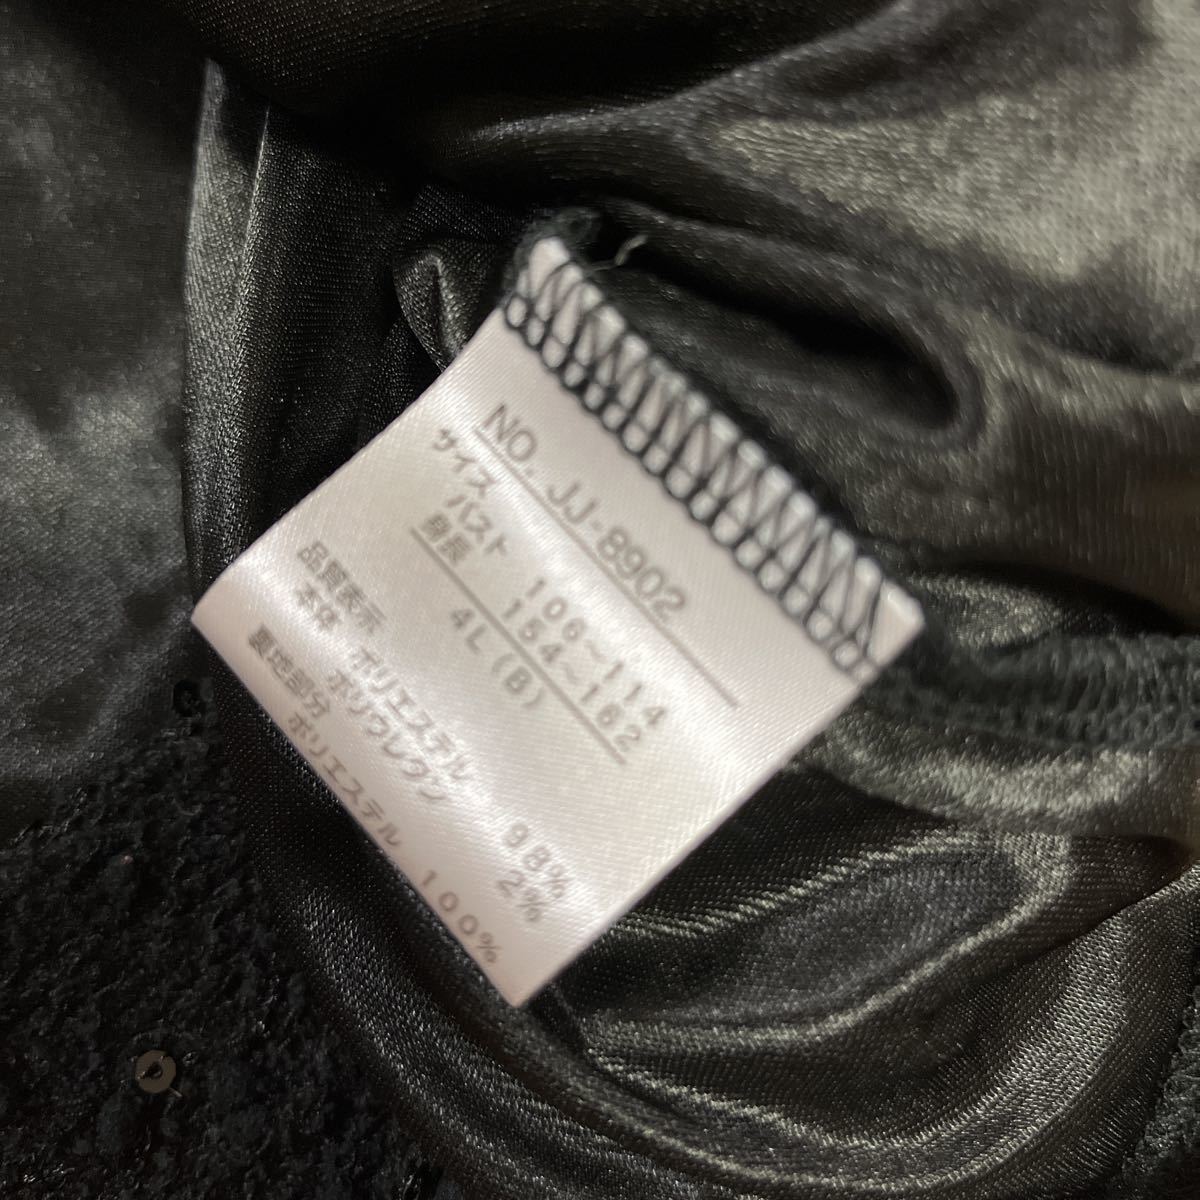 NO. JJ-8902
サイズ
バスト 106~114
身長 154~162
4L(B)
品質表示
本体 ポリエステル 98%
ポリウレタン 2%
裏地部分 ポリエステル 100%